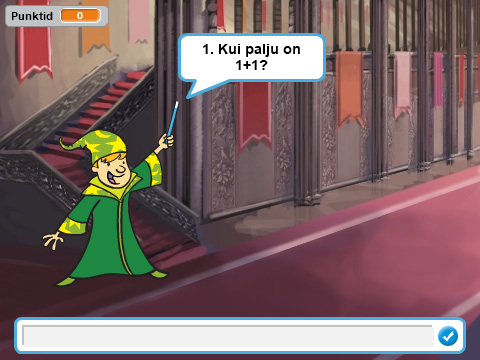 Punktid 0
1. Kui palju on
1+1?